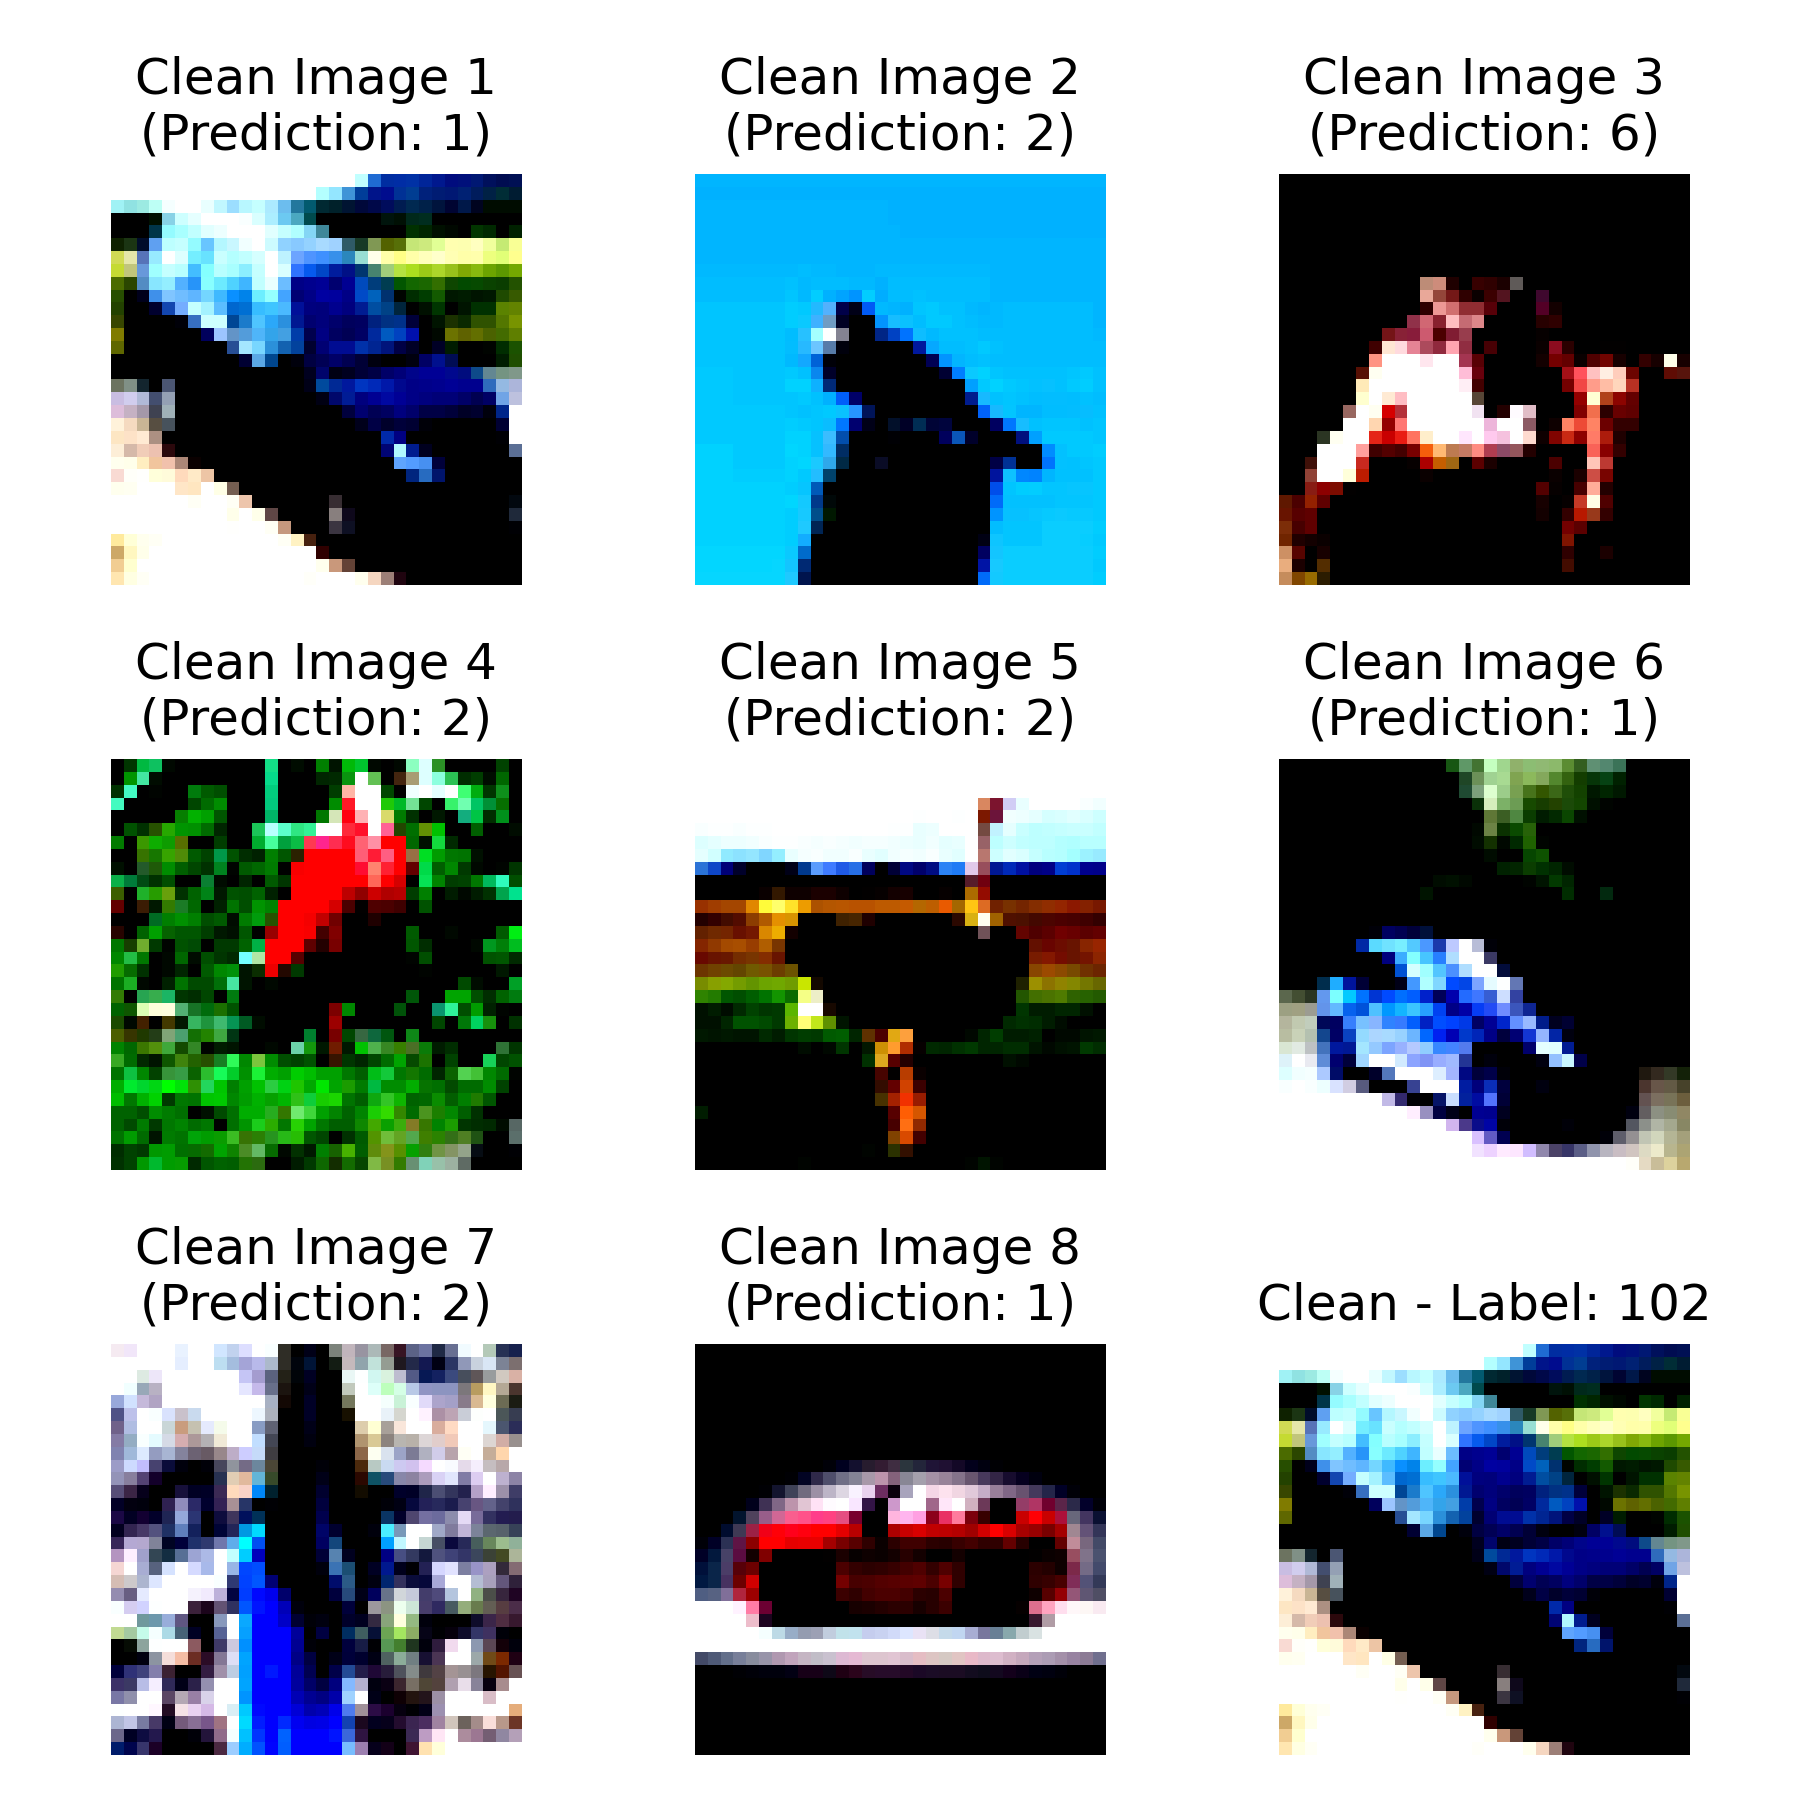 Clean Image 1
(Prediction: 1)
Clean Image 2
(Prediction: 2)
Clean Image 3
(Prediction: 6)
Clean Image 4
(Prediction: 2)
Clean Image 5
(Prediction: 2)
Clean Image 6
(Prediction: 1)
Clean Image 7
(Prediction: 2)
Clean Image 8
(Prediction: 1)
Clean - Label: 102